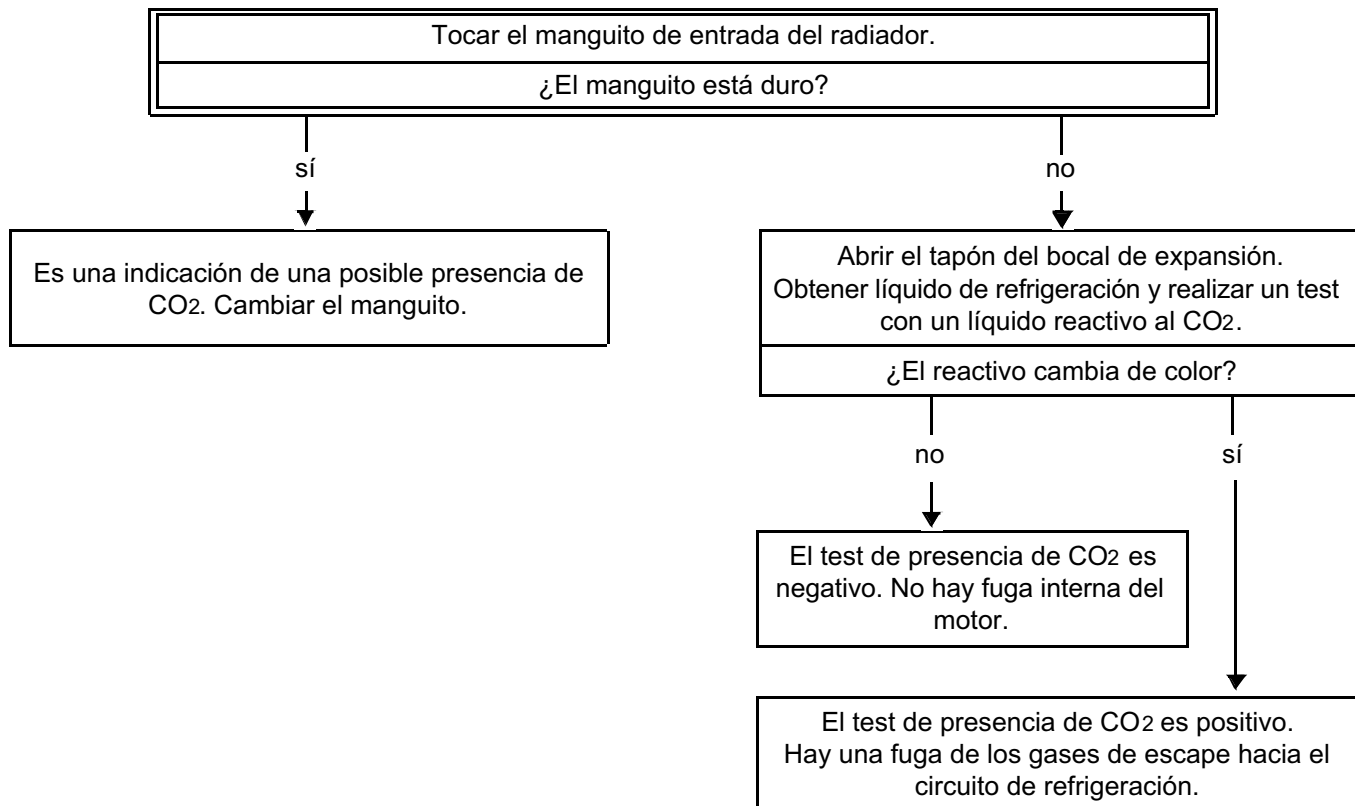 Tocar el manguito de entrada del radiador.
¿El manguito está duro?
sí
no
Es una indicación de una posible presencia de
CO2. Cambiar el manguito.
Abrir el tapón del bocal de expansión.
Obtener líquido de refrigeración y realizar un test
con un líquido reactivo al CO2.
¿El reactivo cambia de color?
no
sí
El test de presencia de CO2 es
negativo. No hay fuga interna del
motor.
El test de presencia de CO2 es positivo.
Hay una fuga de los gases de escape hacia el
circuito de refrigeración.